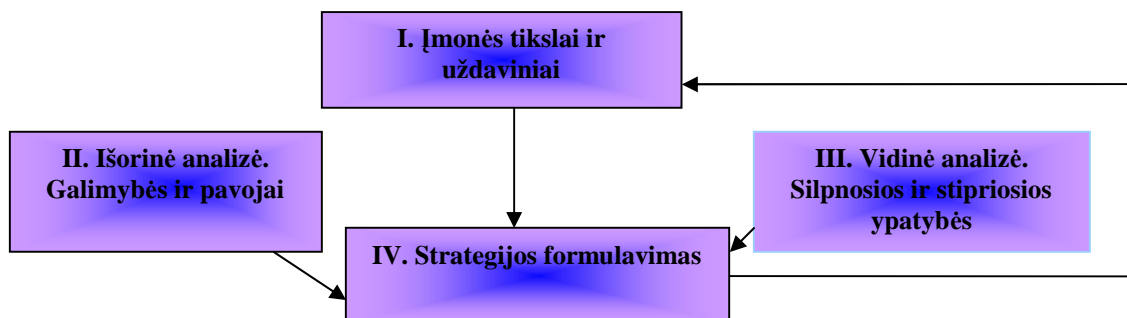 I. Įmonės tikslai ir
uždaviniai
II. Išorinė analizė.
Galimybės ir pavojai
III. Vidinė analizė.
Silpnosios ir stipriosios
ypatybės
IV. Strategijos formulavimas